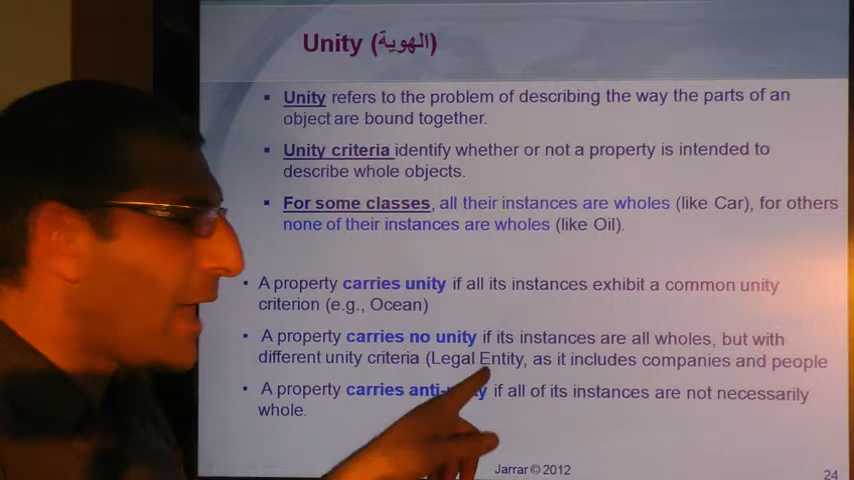 Unity (الهوية)
Unity refers to the problem of describing the way the parts of an
object are bound together.
Unity criteria identify whether or not a property is intended to
describe whole objects.
For some classes, all their instances are wholes (like Car), for others
none of their instances are wholes (like Oil).
A property carries unity if all its instances exhibit a common unity
criterion (e.g., Ocean)
A property carries no unity if its instances are all wholes, but with
different unity criteria (Legal Entity, as it includes companies and people
A property carries anti- if all of its instances are not necessarily
whole.
Jarrar © 2012
24